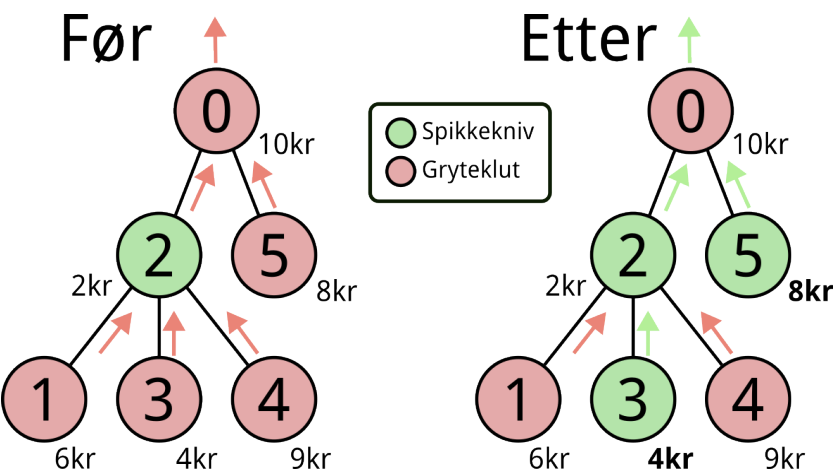 Før
0
10kr
2
5
2kr
8kr
1
3
4
6kr
4kr
9kr
Spikkekniv
Gryteklut
Etter
0
10kr
2
5
2kr
8kr
1
3
4
6kr
4kr
9kr